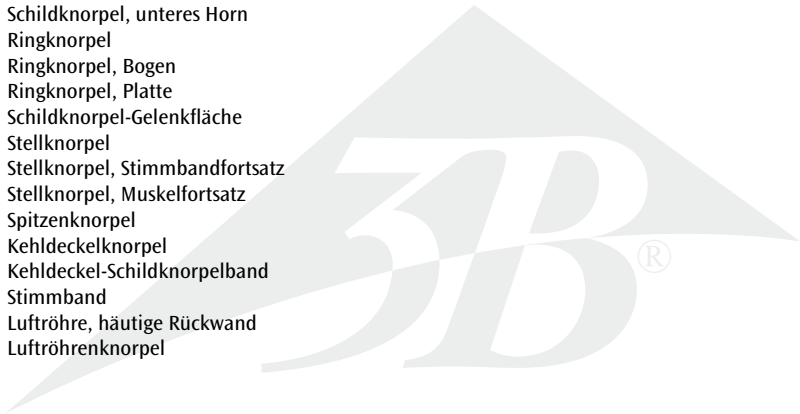 Schildknorpel, unteres Horn
Ringknorpel
Ringknorpel, Bogen
Ringknorpel, Platte
Schildknorpel-Gelenkfläche
Stellknorpel
Stellknorpel, Stimmbandfortsatz
Stellknorpel, Muskelfortsatz
Spitzenknorpel
Kehldeckelknorpel
Kehldeckel-Schildknorpelband
Stimmband
Luftröhre, häutige Rückwand
Luftröhrenknorpel
3B®